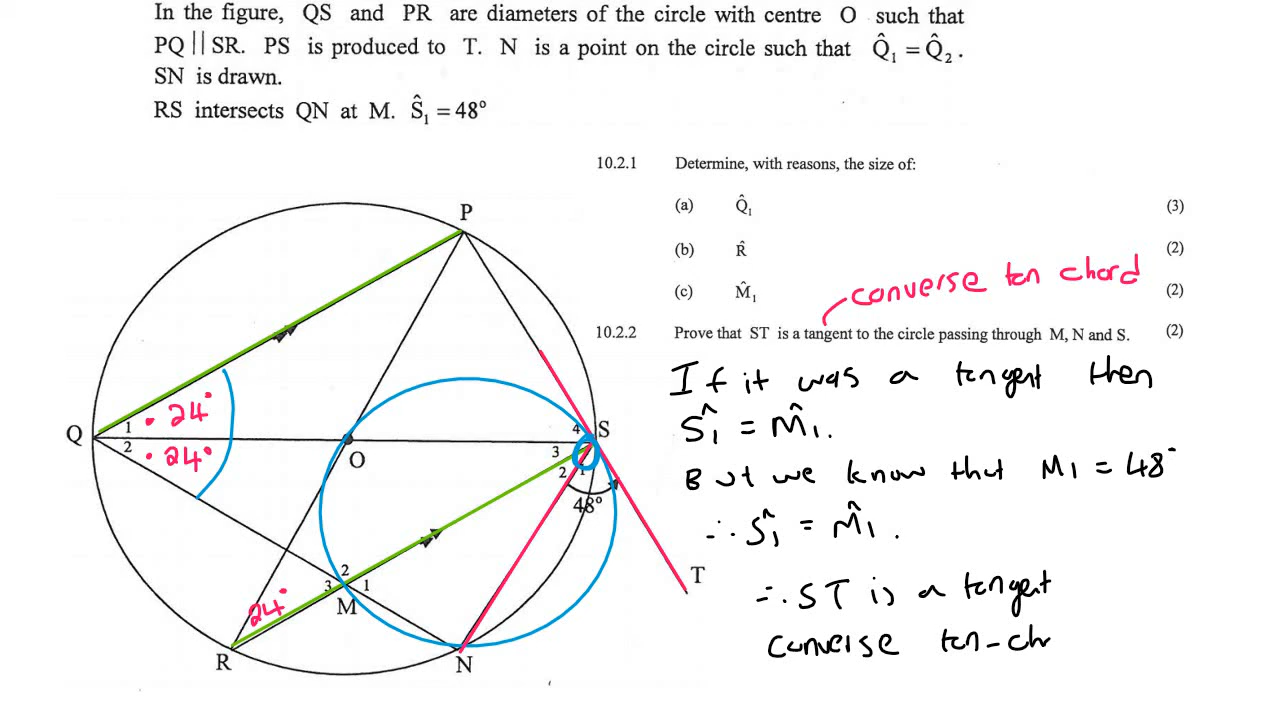 In the figure, QS and PR are diameters of the circle with centre O such that
PQ || SR. PS is produced to T. N is a point on the circle such that Q̂₁ = Q̂₂.
SN is drawn.
RS intersects QN at M. Ŝ₁ = 48°
10.2.1 Determine, with reasons, the size of:
(a) Q̂₁ (3)
(b) R̂ (2)
(c) M̂₁ (2)
converse tan chord
10.2.2 Prove that ST is a tangent to the circle passing through M, N and S. (2)
If it was a tangent then
Ŝ₁ = M̂₁.
But we know that M1 = 48°
∴ Ŝ₁ = M̂₁.
∴ ST is a tangent
converse tan-ch
P
Q
1
. 24°
2
. 24°
O
4
S
3
2
1
48°
T
2
3
1
M
24°
R
N